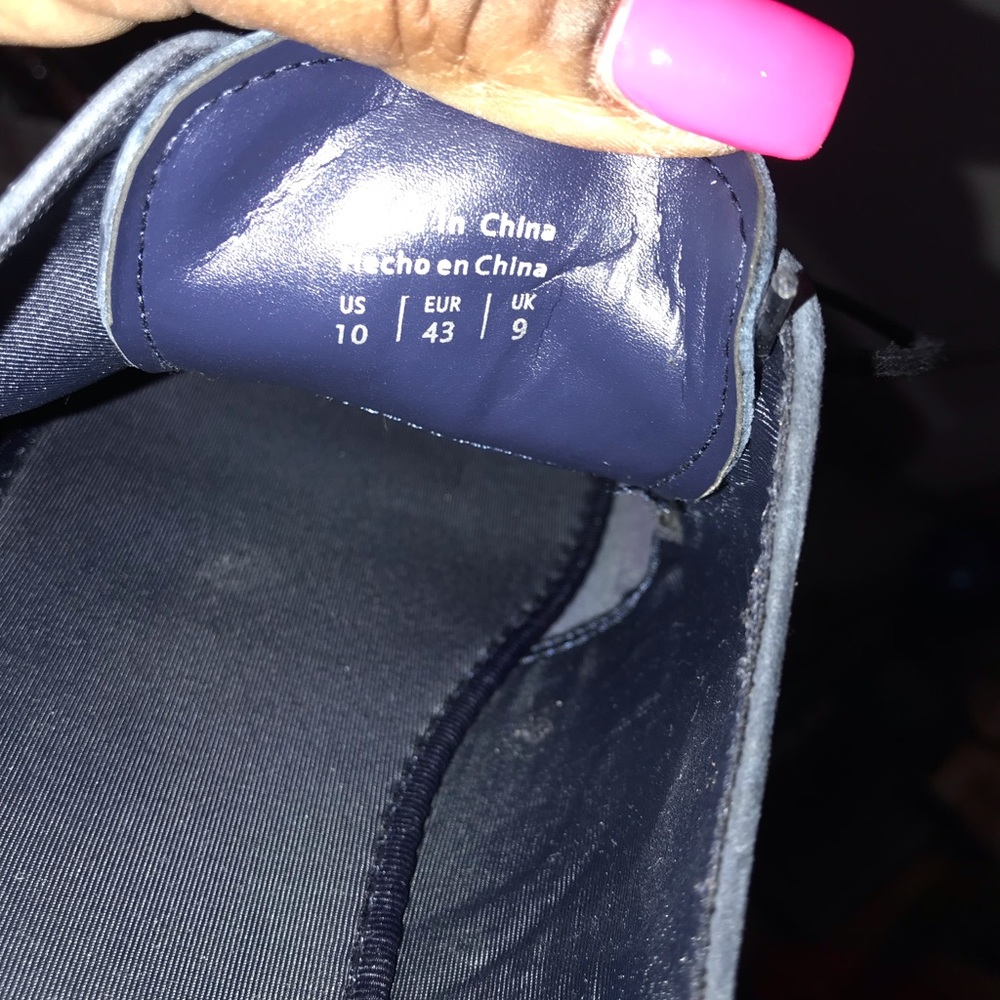 in China
Hecho en China
US | EUR | UK
10 | 43 | 9